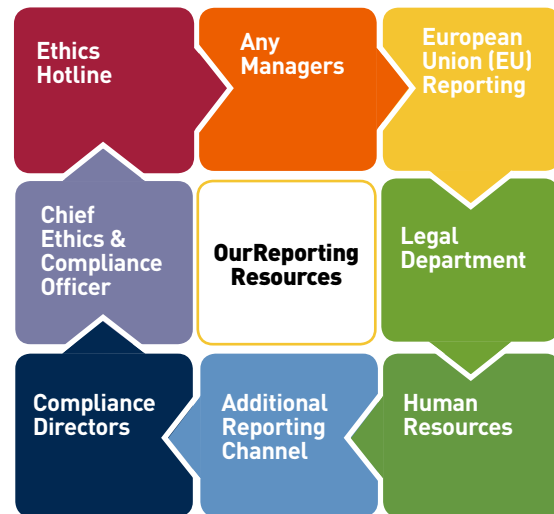 Ethics
Hotline
Any
Managers
European
Union (EU)
Reporting
Chief
Ethics &
Compliance
Officer
OurReporting
Resources
Legal
Department
Compliance
Directors
Additional
Reporting
Channel
Human
Resources